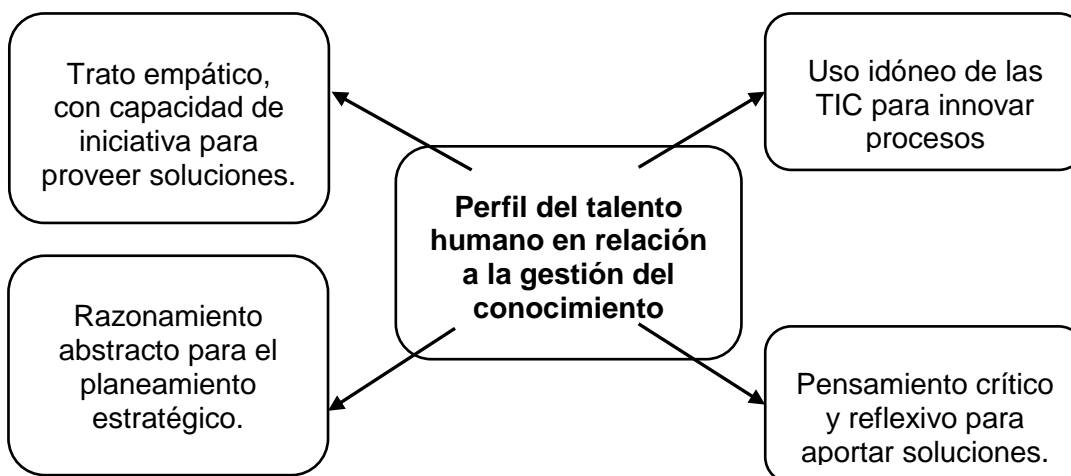 Trato empático,
con capacidad de
iniciativa para
proveer soluciones.
Uso idóneo de las
TIC para innovar
procesos
Perfil del talento
humano en relación
a la gestión del
conocimiento
Razonamiento
abstracto para el
planeamiento
estratégico.
Pensamiento crítico
y reflexivo para
aportar soluciones.